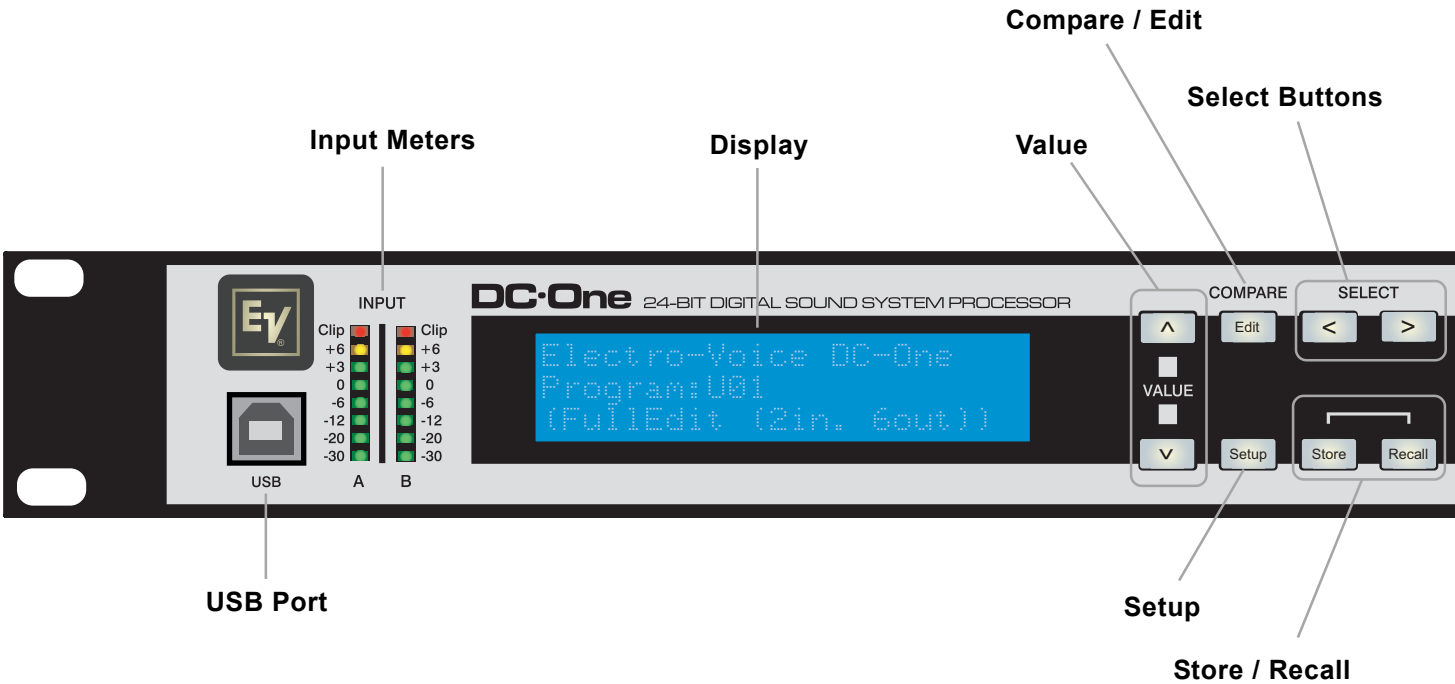 Compare / Edit
Select Buttons
Input Meters
Display
Value
EV®
INPUT
Clip Clip
+6 +6
+3 +3
0 0
-6 -6
-12 -12
-20 -20
-30 -30
A B
USB
DC·One 24-BIT DIGITAL SOUND SYSTEM PROCESSOR
Electro-Voice DC-One
Program:U01
(FullEdit (2in. 6out))
^
VALUE
v
COMPARE
Edit
Setup
SELECT
< >
Store Recall
USB Port
Setup
Store / Recall